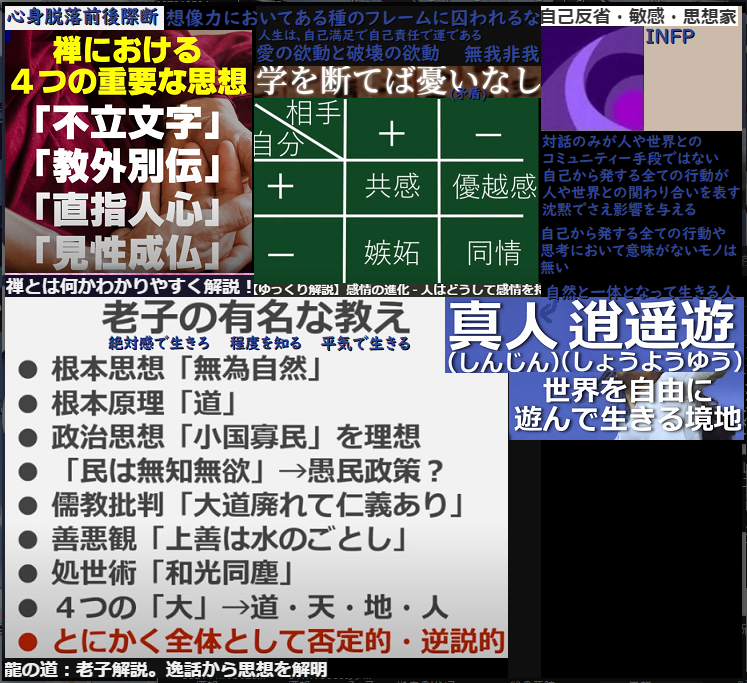 心身脱落前後際断
想像力においてある種のフレームに囚われるな
人生は、自己満足で自己責任で運である
愛の欲動と破壊の欲動 無我非我
禅における
4つの重要な思想
「不立文字」
「教外別伝」
「直指人心」
「見性成仏」
禅とは何かわかりやすく解説!
学を断てば憂いなし
(矛盾)
相手
自分
+
−
+
共感
優越感
−
嫉妬
同情
【ゆっくり解説】感情の進化 - 人はどうして感情を持
自己反省・敏感・思想家
INFP
対話のみが人や世界との
コミュニティー手段ではない
自己から発する全ての行動が
人や世界との関わり合いを表す
沈黙でさえ影響を与える
自己から発する全ての行動や
思考において意味がないモノは
無い
自然と一体となって生きる人
真人 逍遥遊
(しんじん)(しょうようゆう)
世界を自由に
遊んで生きる境地
老子の有名な教え
絶対感で生きろ 程度を知る 平気で生きる
● 根本思想「無為自然」
● 根本原理「道」
● 政治思想「小国寡民」を理想
● 「民は無知無欲」→愚民政策?
● 儒教批判「大道廃れて仁義あり」
● 善悪観「上善は水のごとし」
● 処世術「和光同塵」
● 4つの「大」→道・天・地・人
● とにかく全体として否定的・逆説的
龍の道:老子解説。逸話から思想を解明